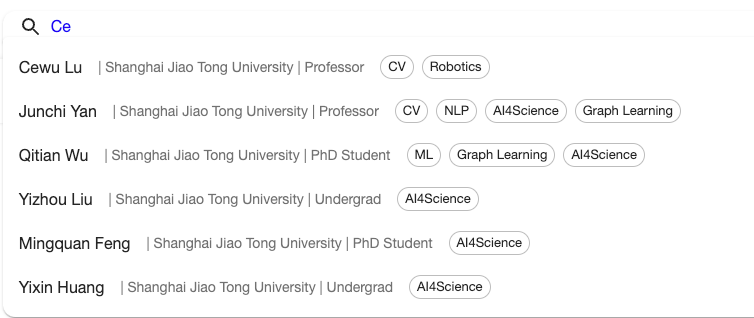 Ce
Cewu Lu | Shanghai Jiao Tong University | Professor CV Robotics
Junchi Yan | Shanghai Jiao Tong University | Professor CV NLP AI4Science Graph Learning
Qitian Wu | Shanghai Jiao Tong University | PhD Student ML Graph Learning AI4Science
Yizhou Liu | Shanghai Jiao Tong University | Undergrad AI4Science
Mingquan Feng | Shanghai Jiao Tong University | PhD Student AI4Science
Yixin Huang | Shanghai Jiao Tong University | Undergrad AI4Science